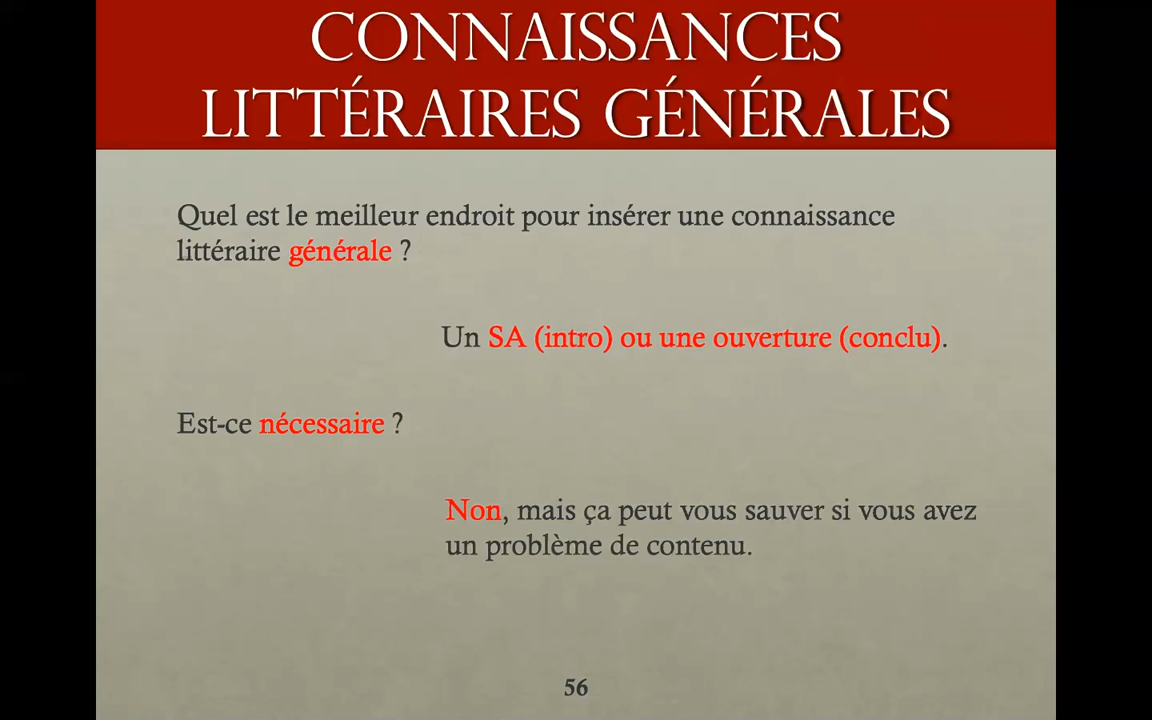 CONNAISSANCES
LITTÉRAIRES GÉNÉRALES
Quel est le meilleur endroit pour insérer une connaissance
littéraire générale ?
Un SA (intro) ou une ouverture (conclu).
Est-ce nécessaire ?
Non, mais ça peut vous sauver si vous avez
un problème de contenu.
56